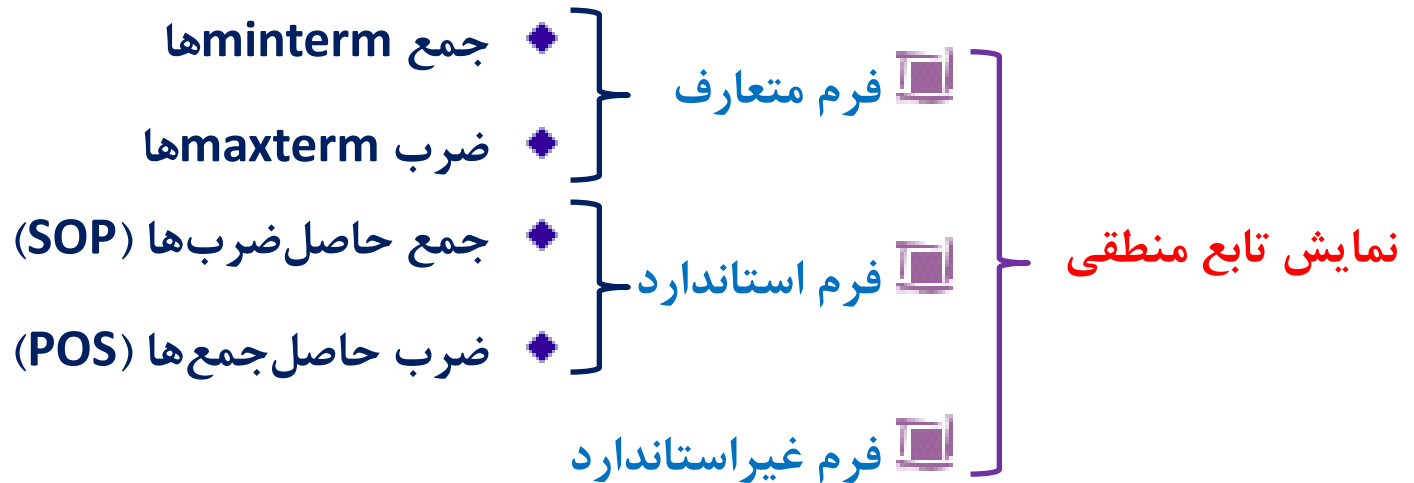 نمایش تابع منطقی
فرم متعارف
جمع mintermها
ضرب maxtermها
فرم استاندارد
جمع حاصل‌ضرب‌ها (SOP)
ضرب حاصل‌جمع‌ها (POS)
فرم غیراستاندارد